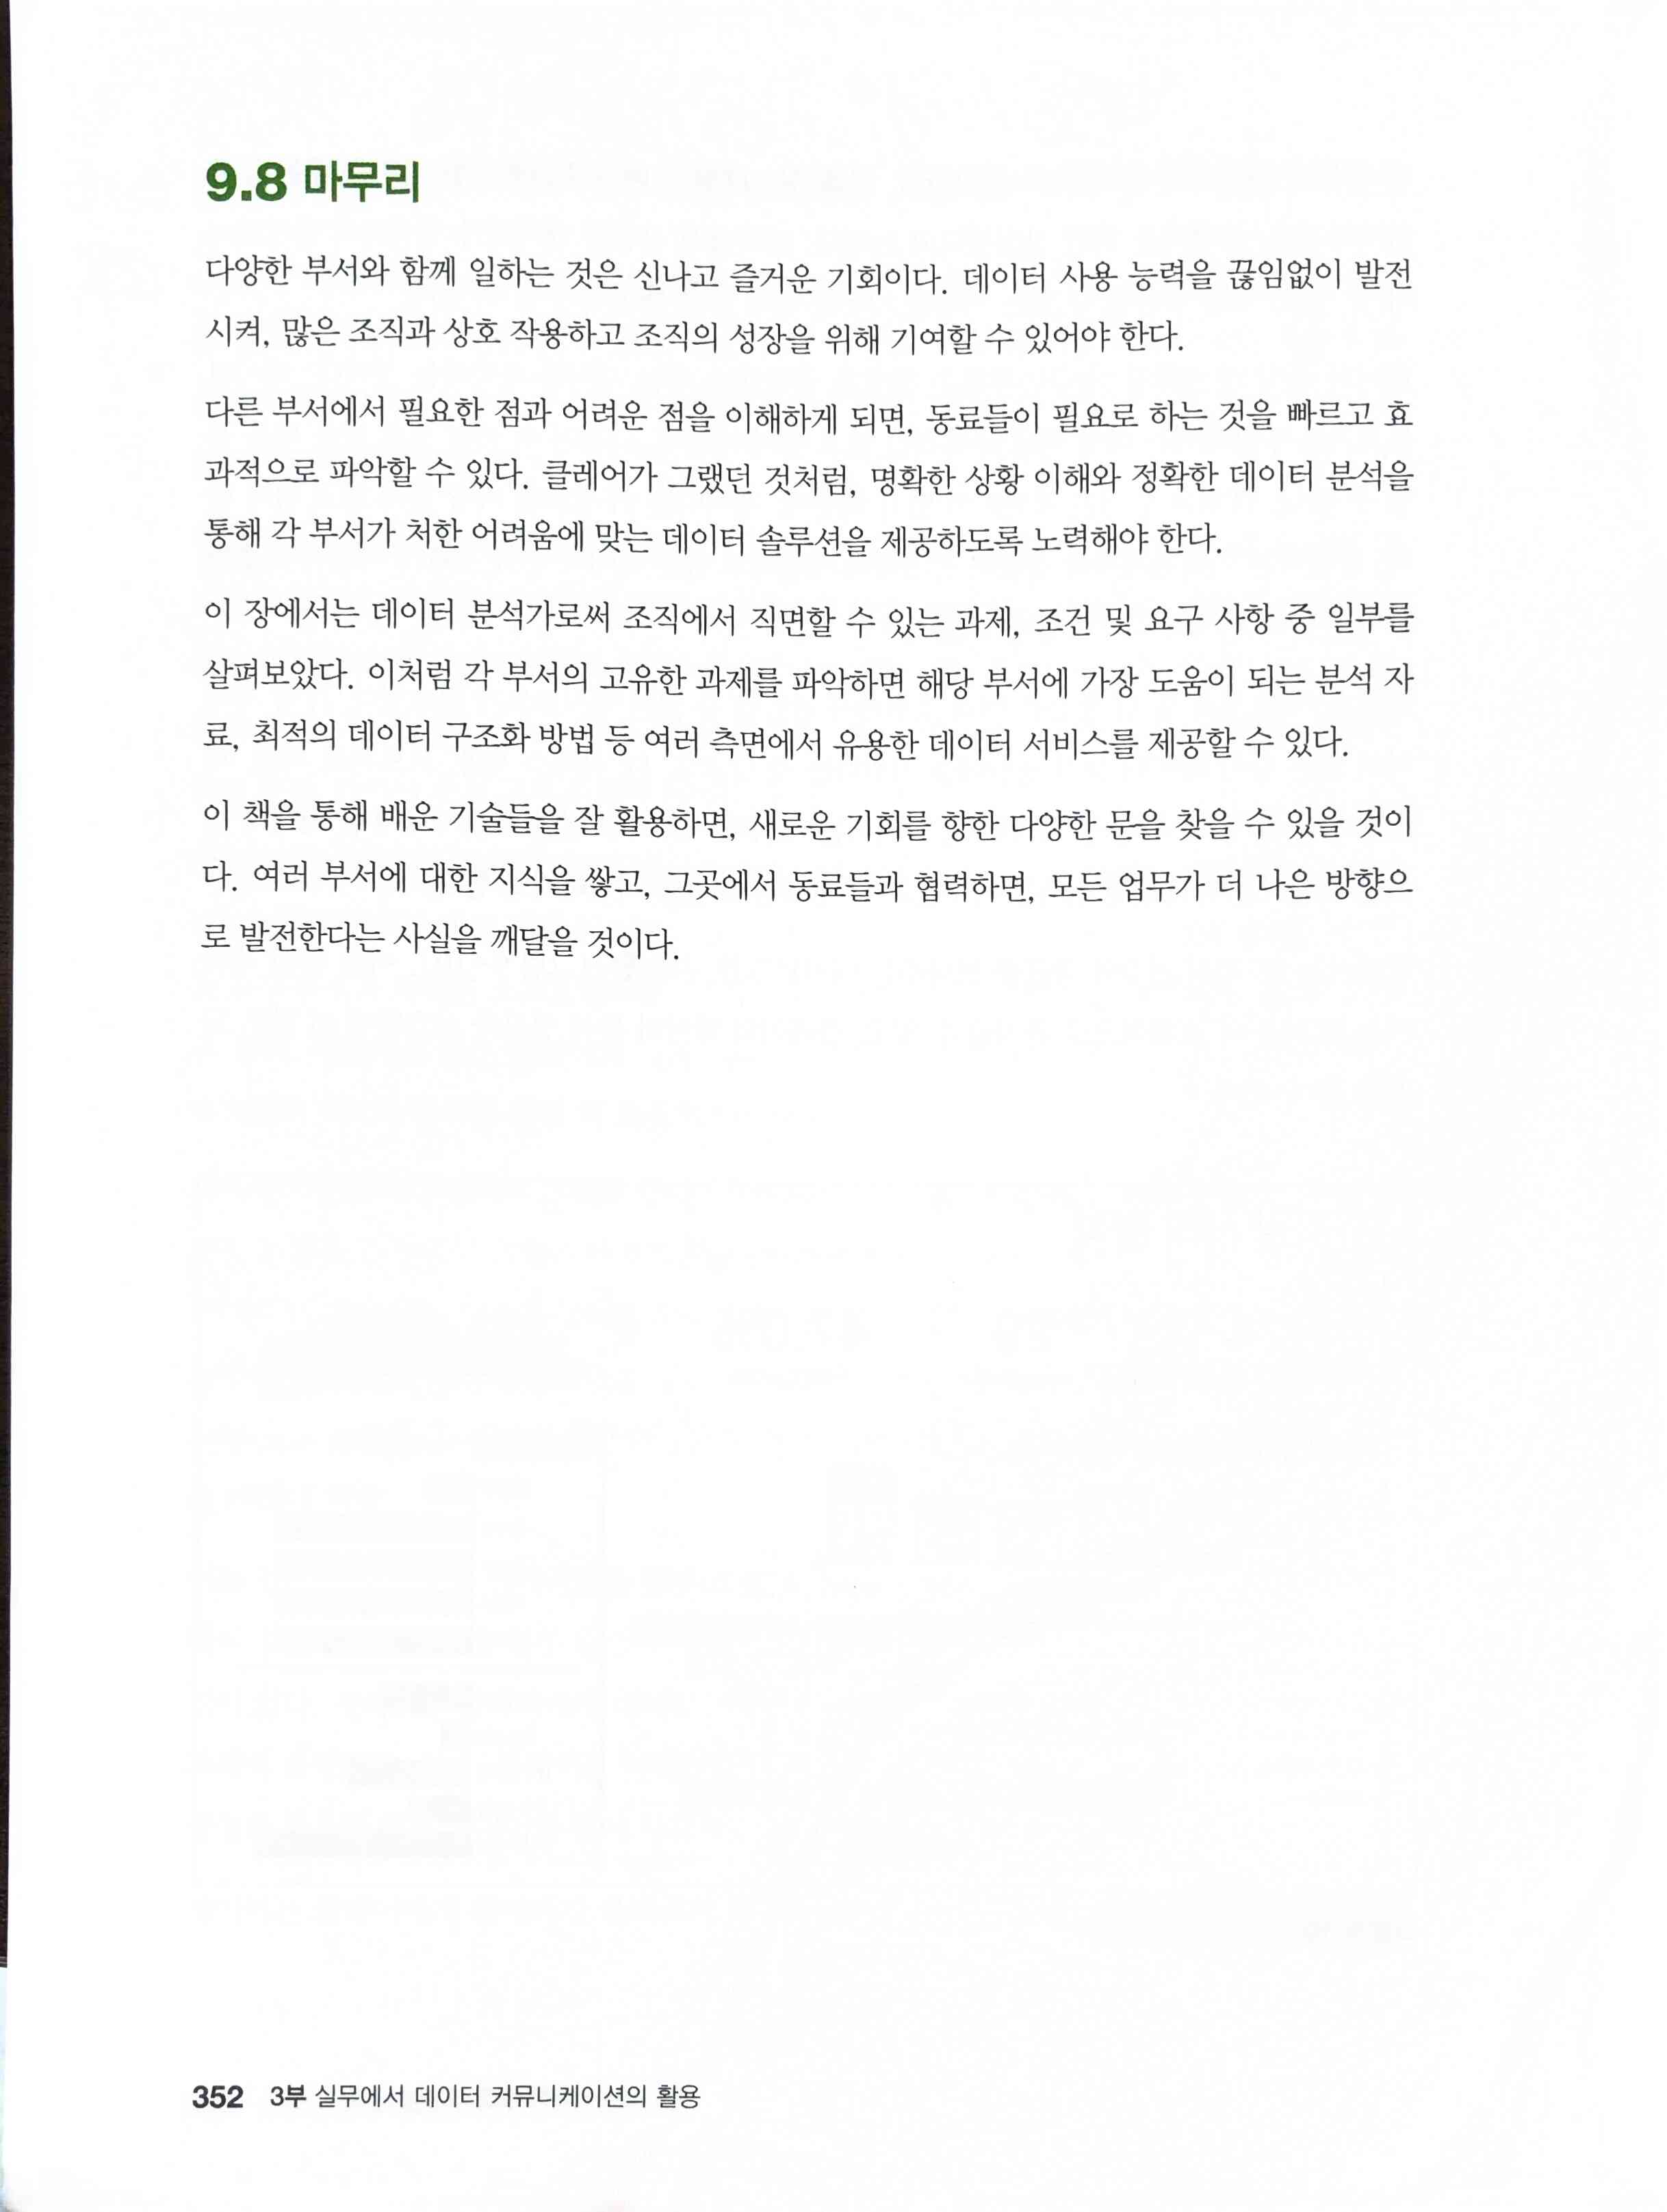 9.8 마무리
다양한 부서와 함께 일하는 것은 신나고 즐거운 기회이다. 데이터 사용 능력을 끊임없이 발전
시켜, 많은 조직과 상호 작용하고 조직의 성장을 위해 기여할 수 있어야 한다.
다른 부서에서 필요한 점과 어려운 점을 이해하게 되면, 동료들이 필요로 하는 것을 빠르고 효
과적으로 파악할 수 있다. 클레어가 그랬던 것처럼, 명확한 상황 이해와 정확한 데이터 분석을
통해 각 부서가 처한 어려움에 맞는 데이터 솔루션을 제공하도록 노력해야 한다.
이 장에서는 데이터 분석가로써 조직에서 직면할 수 있는 과제, 조건 및 요구 사항 중 일부를
살펴보았다. 이처럼 각 부서의 고유한 과제를 파악하면 해당 부서에 가장 도움이 되는 분석 자
료, 최적의 데이터 구조화 방법 등 여러 측면에서 유용한 데이터 서비스를 제공할 수 있다.
이 책을 통해 배운 기술들을 잘 활용하면, 새로운 기회를 향한 다양한 문을 찾을 수 있을 것이
다. 여러 부서에 대한 지식을 쌓고, 그곳에서 동료들과 협력하면, 모든 업무가 더 나은 방향으
로 발전한다는 사실을 깨달을 것이다.
352 3부 실무에서 데이터 커뮤니케이션의 활용